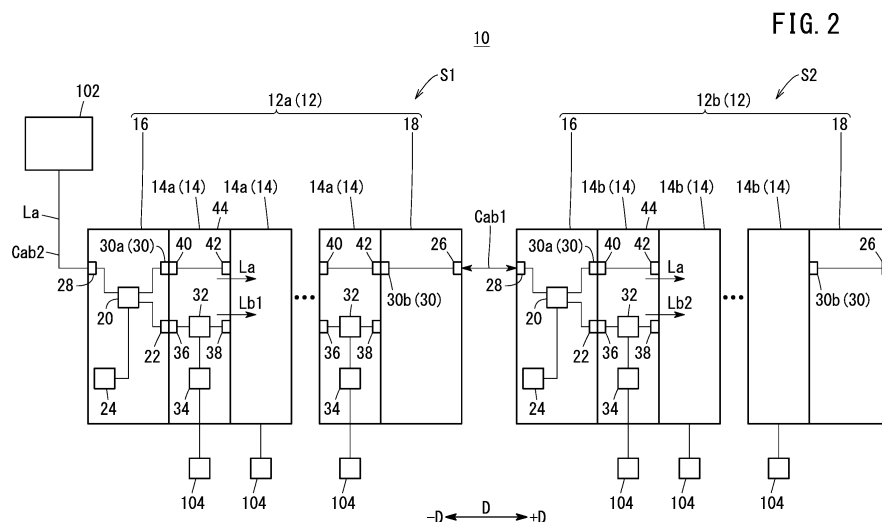 FIG. 2
10
S1
S2
102
12a (12)
12b (12)
16
18
16
18
14a (14)
14a (14)
14a (14)
14b (14)
14b (14)
14b (14)
44
44
La
Cab1
Cab2
30a (30)
40
42
40
42
26
30a (30)
40
42
26
La
La
28
30b (30)
28
30b (30)
20
32
Lb1
32
20
32
Lb2
22
36
38
36
38
22
36
38
24
34
34
24
34
104
104
104
104
104
104
-D
D
+D